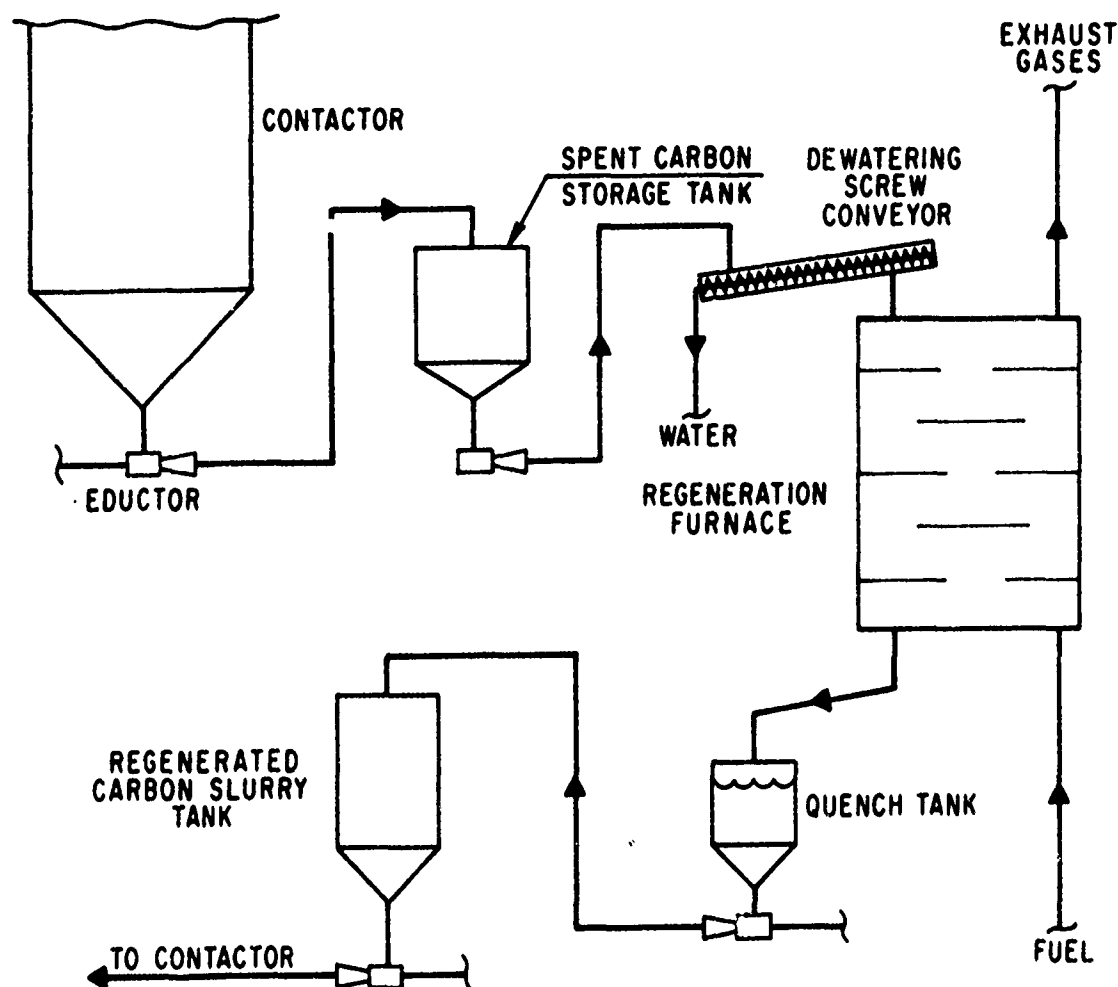 EXHAUST
GASES
CONTACTOR
SPENT CARBON
STORAGE TANK
DEWATERING
SCREW
CONVEYOR
WATER
EDUCTOR
REGENERATION
FURNACE
REGENERATED
CARBON SLURRY
TANK
QUENCH TANK
TO CONTACTOR
FUEL